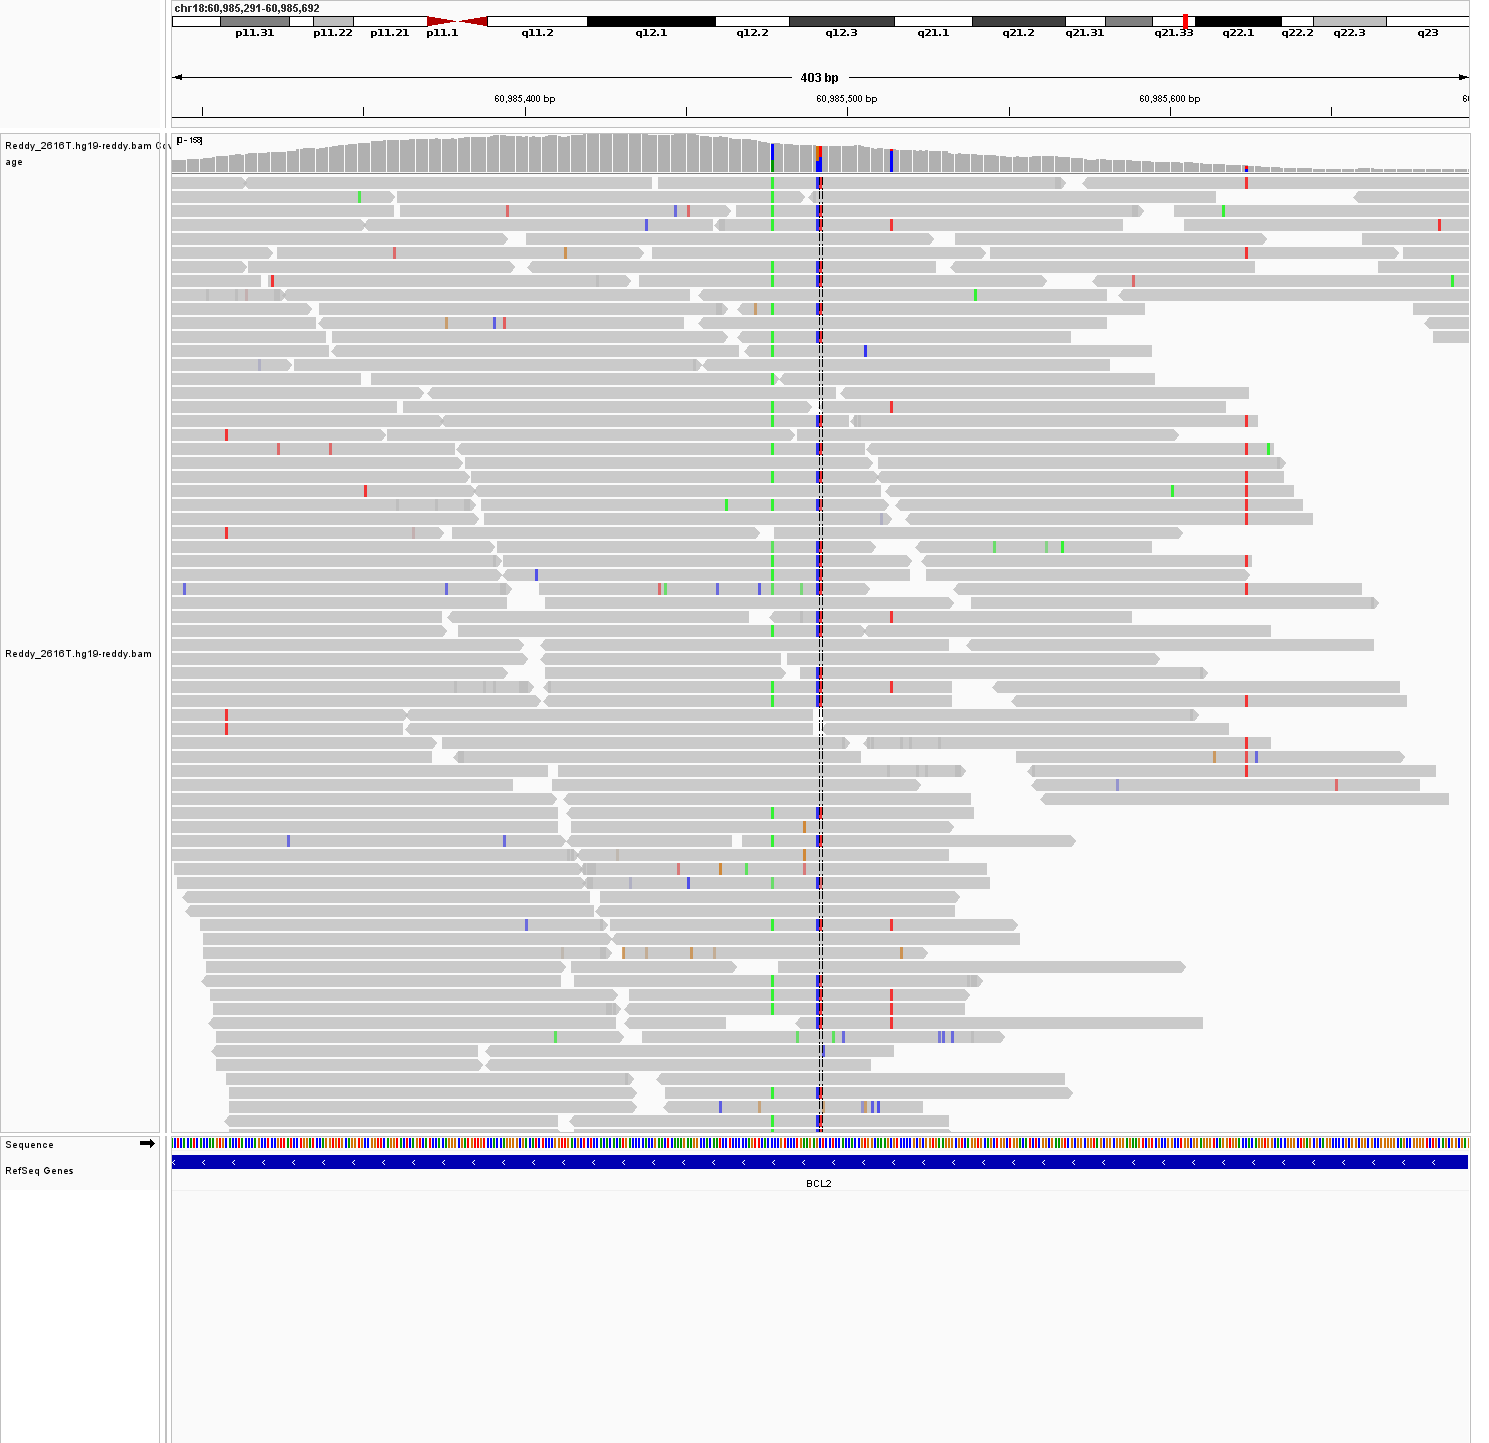 chr18:60,985,291-60,985,692
p11.31 p11.22 p11.21 p11.1 q11.2 q12.1 q12.2 q12.3 q21.1 q21.2 q21.31 q21.33 q22.1 q22.2 q22.3 q23
403 bp
60,985,400 bp 60,985,500 bp 60,985,600 bp 60
[0 - 158]
Reddy_2616T.hg19-reddy.bam Cov
age
Reddy_2616T.hg19-reddy.bam
Sequence
RefSeq Genes
BCL2